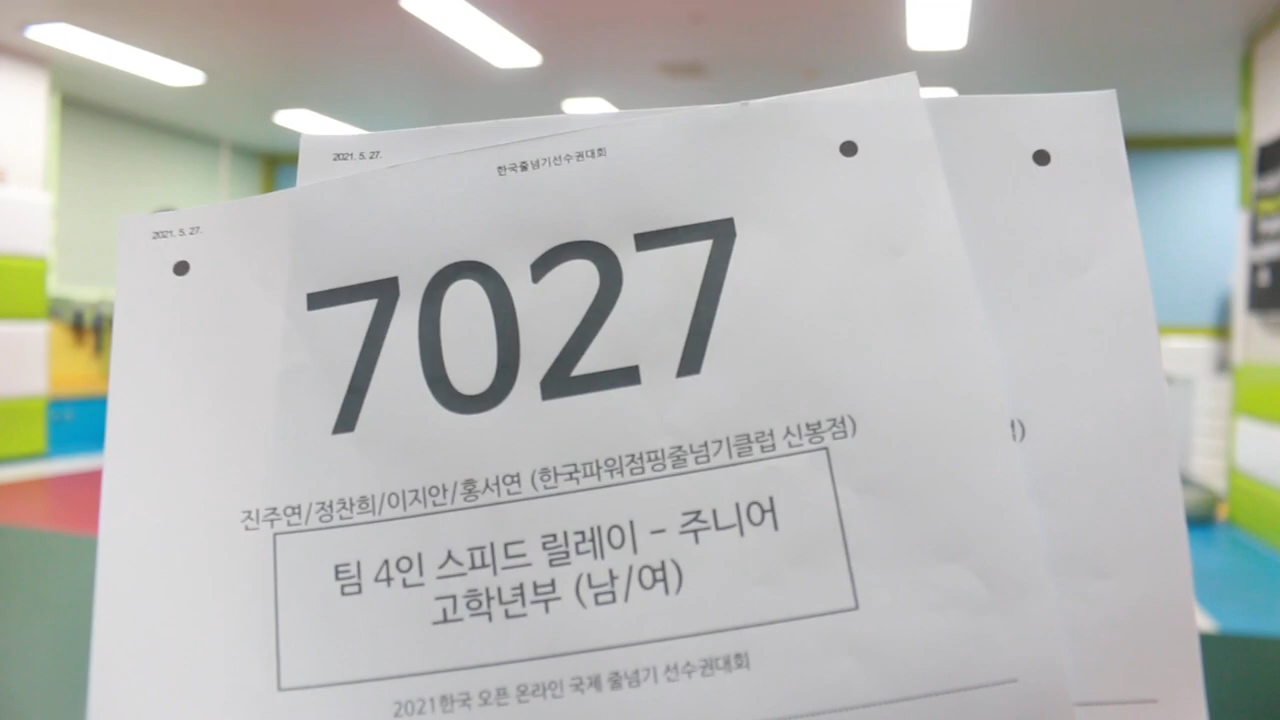 2021. 5. 27.
2021. 5. 27.
한국줄넘기선수권대회
7027
진주연/정찬희/이지안/홍서연 (한국파워점핑줄넘기클럽 신봉점)
팀 4인 스피드 릴레이 - 주니어
고학년부 (남/여)
2021한국 오픈 온라인 국제 줄넘기 선수권대회